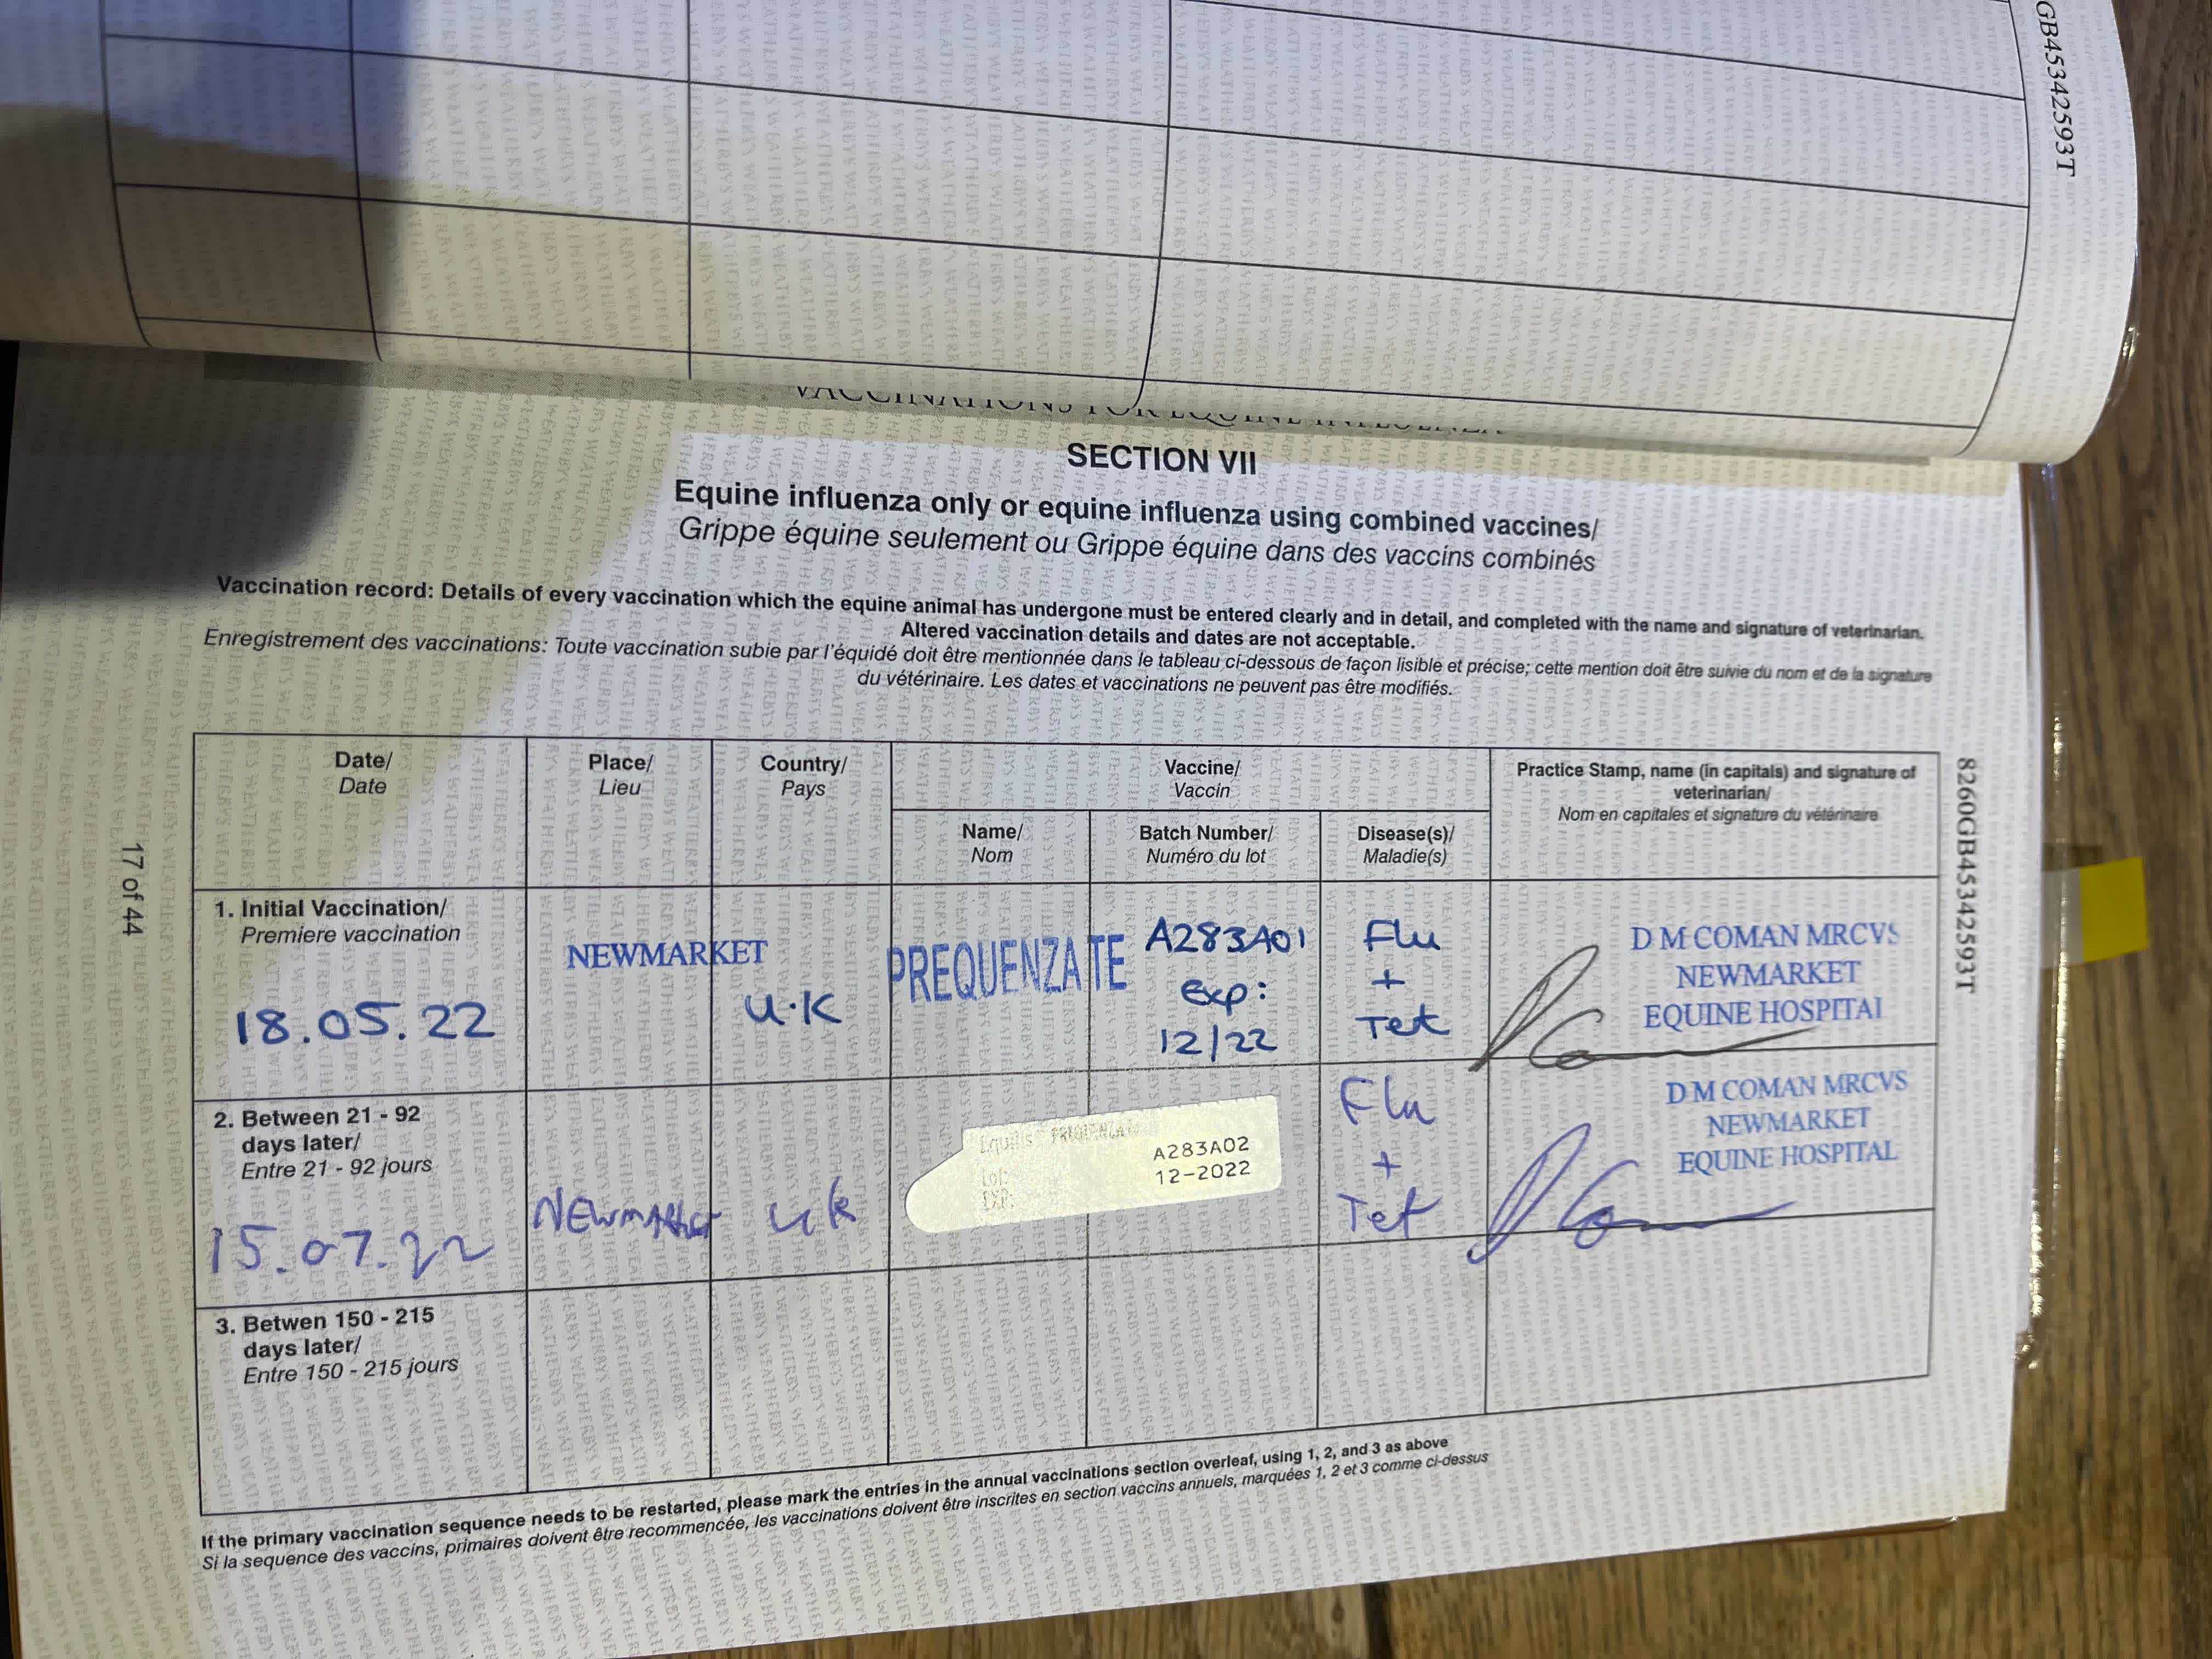 GB45342593T
SECTION VII
Equine influenza only or equine influenza using combined vaccines/
Grippe équine seulement ou Grippe équine dans des vaccins combinés
Vaccination record: Details of every vaccination which the equine animal has undergone must be entered clearly and in detail, and completed with the name and signature of veterinarian.
Altered vaccination details and dates are not acceptable.
Enregistrement des vaccinations: Toute vaccination subie par l'équidé doit être mentionnée dans le tableau ci-dessous de façon lisible et précise; cette mention doit être suivie du nom et de la signature
du vétérinaire. Les dates et vaccinations ne peuvent pas être modifiés.
Date/
Date
Place/
Lieu
Country/
Pays
Vaccine/
Vaccin
Practice Stamp, name (in capitals) and signature of
veterinarian/
Nom en capitales et signature du vétérinaire
Name/
Nom
Batch Number/
Numéro du lot
Disease(s)/
Maladie(s)
1. Initial Vaccination/
Premiere vaccination
18.05.22
NEWMARKET
U.K
PREQUENZA TE
A283A01
Exp:
12/22
Flu
+
Tet
D M COMAN MRCVS
NEWMARKET
EQUINE HOSPITAL
2. Between 21 - 92
days later/
Entre 21 - 92 jours
15.07.22
Newmarket
UK
Equilis PREQUENZA
Lot:
EXP:
A283A02
12-2022
Flu
+
Tet
D M COMAN MRCVS
NEWMARKET
EQUINE HOSPITAL
3. Betwen 150 - 215
days later/
Entre 150 - 215 jours
If the primary vaccination sequence needs to be restarted, please mark the entries in the annual vaccinations section overleaf, using 1, 2, and 3 as above
Si la sequence des vaccins, primaires doivent être recommencée, les vaccinations doivent être inscrites en section vaccins annuels, marquées 1, 2 et 3 comme ci-dessus
17 of 44
8260GB45342593T